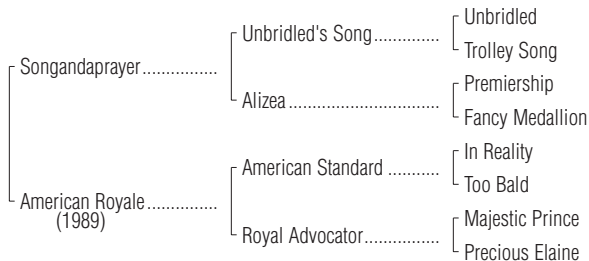 Unbridled
Unbridled's Song..............
Trolley Song
Songandaprayer................
Premiership
Alizea................................
Fancy Medallion
In Reality
American Standard ...........
Too Bald
American Royale...............
(1989)
Majestic Prince
Royal Advocator................
Precious Elaine